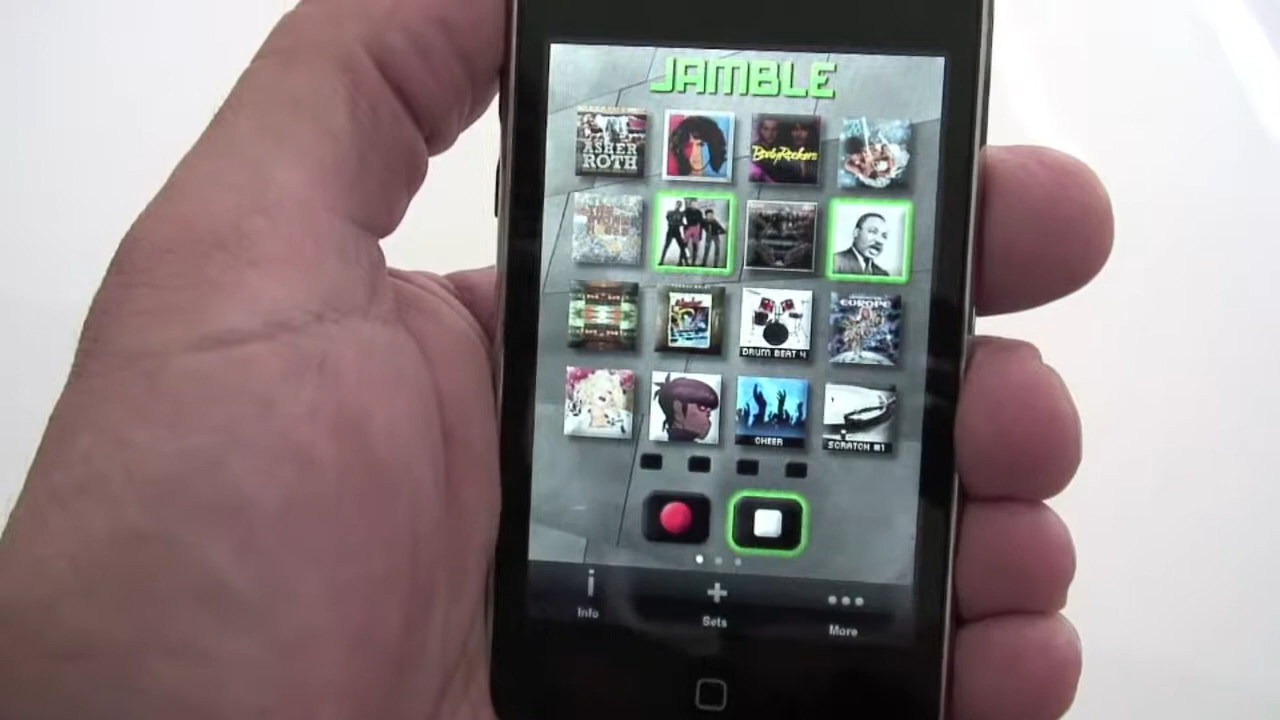 JAMBLE
ASHER
ROTH
BodyRockers
DRUM BEAT 4
EUROPE
CHEER
SCRATCH #1
Info
Sets
More